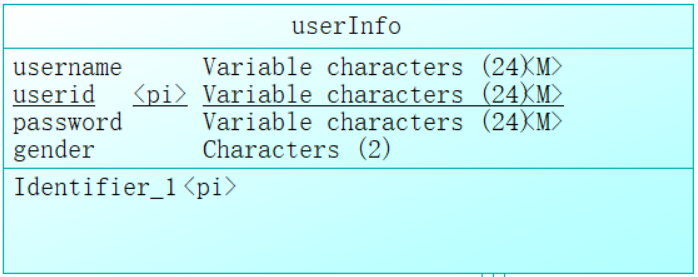 userInfo
username Variable characters (24)<M>
userid <pi> Variable characters (24)<M>
password Variable characters (24)<M>
gender Characters (2)
Identifier_1 <pi>